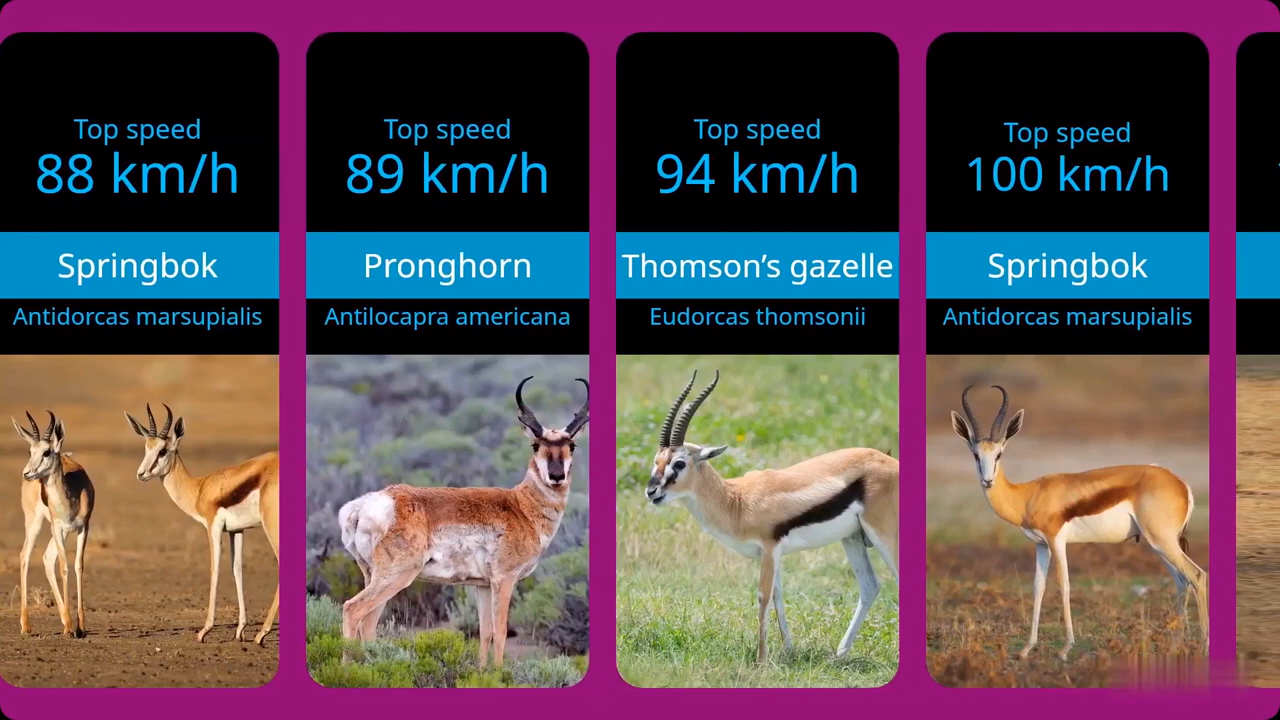 Top speed
88 km/h
Springbok
Antidorcas marsupialis
Top speed
89 km/h
Pronghorn
Antilocapra americana
Top speed
94 km/h
Thomson’s gazelle
Eudorcas thomsonii
Top speed
100 km/h
Springbok
Antidorcas marsupialis